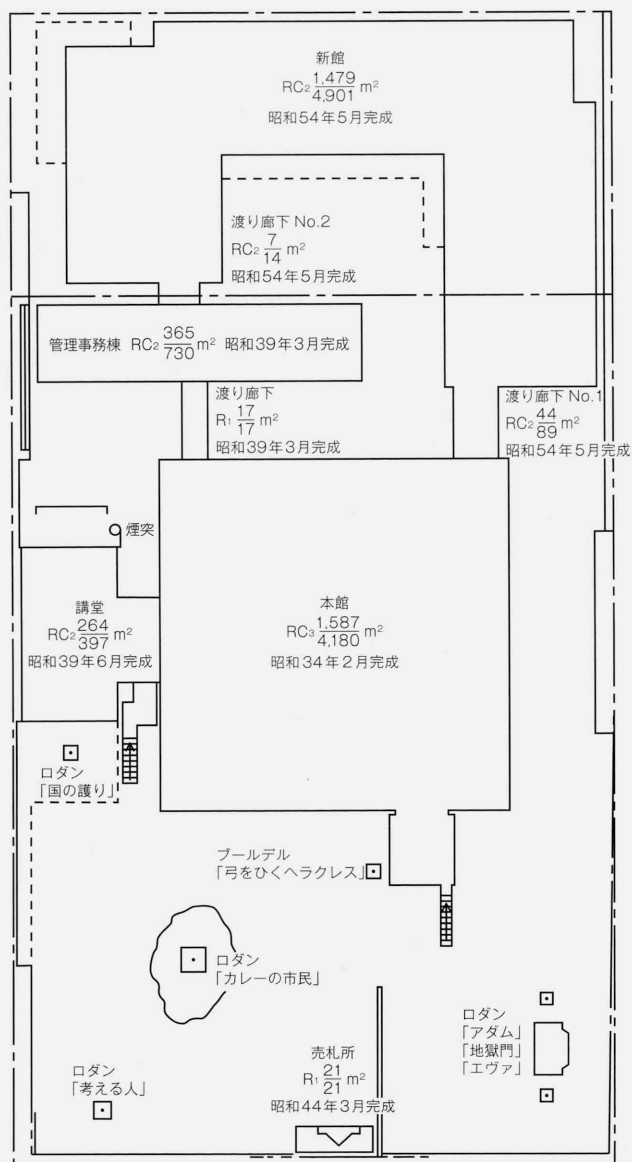 新館
RC2 1,479/4,901 m²
昭和54年5月完成
渡り廊下 No.2
RC2 7/14 m²
昭和54年5月完成
管理事務棟 RC2 365/730 m² 昭和39年3月完成
渡り廊下
R1 17/17 m²
昭和39年3月完成
渡り廊下 No.1
RC2 44/89 m²
昭和54年5月完成
煙突
講堂
RC2 264/397 m²
昭和39年6月完成
本館
RC3 1,587/4,180 m²
昭和34年2月完成
ロダン
「国の護り」
ブールデル
「弓をひくヘラクレス」
ロダン
「カレーの市民」
ロダン
「アダム」
「地獄門」
「エヴァ」
ロダン
「考える人」
売札所
R1 21/21 m²
昭和44年3月完成